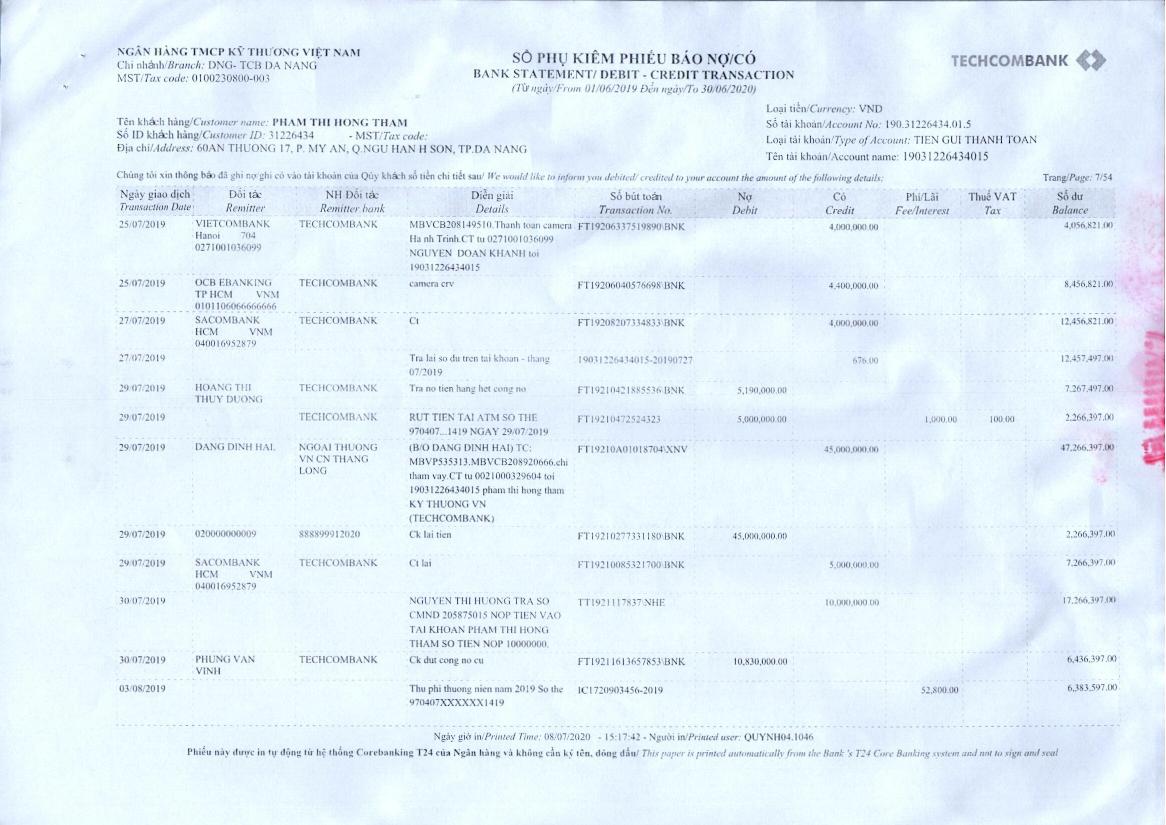 NGÂN HÀNG TMCP KỸ THƯƠNG VIỆT NAM
Chi nhánh/Branch: DNG- TCB DA NANG
MST/Tax code: 0100230800-003
SỔ PHỤ KIÊM PHIẾU BÁO NỢ/CÓ
BANK STATEMENT/ DEBIT - CREDIT TRANSACTION
(Từ ngày/From 01/06/2019 Đến ngày/To 30/06/2020)
TECHCOMBANK
Loại tiền/Currency: VND
Số tài khoản/Account No: 190.31226434.01.5
Loại tài khoản/Type of Account: TIEN GUI THANH TOAN
Tên tài khoản/Account name: 19031226434015
Tên khách hàng/Customer name: PHAM THI HONG THAM
Số ID khách hàng/Customer ID: 31226434 - MST/Tax code:
Địa chỉ/Address: 60AN THUONG 17, P. MY AN, Q.NGU HAN H SON, TP.DA NANG
Chúng tôi xin thông báo đã ghi nợ/ghi có vào tài khoản của Qúy khách số tiền chi tiết sau/ We would like to inform you debited/ credited to your account the amount of the following details:
Trang/Page: 7/54
Ngày giao dịch Đối tác NH Đối tác Diễn giải Số bút toán Nợ Có Phí/Lãi Thuế VAT Số dư
Transaction Date Remitter Remitter bank Details Transaction No. Debit Credit Fee/Interest Tax Balance
25/07/2019 VIETCOMBANK TECHCOMBANK MBVCB208149510.Thanh toan camera FT19206337519890\BNK 4,000,000.00 4,056,821.00
Hanoi 704 Ha nh Trinh.CT tu 0271001036099
0271001036099 NGUYEN DOAN KHANH toi
19031226434015
25/07/2019 OCB EBANKING TECHCOMBANK camera crv FT19206040576698\BNK 4,400,000.00 8,456,821.00
TP HCM VNM
0101106066666666
27/07/2019 SACOMBANK TECHCOMBANK Ct FT19208207334833\BNK 4,000,000.00 12,456,821.00
HCM VNM
040016952879
27/07/2019 Tra lai so du tren tai khoan - thang 19031226434015-20190727 676.00 12,457,497.00
07/2019
29/07/2019 HOANG THI TECHCOMBANK Tra no tien hang het cong no FT19210421885536\BNK 5,190,000.00 7,267,497.00
THUY DUONG
29/07/2019 TECHCOMBANK RUT TIEN TAI ATM SO THE FT19210472524323 5,000,000.00 1,000.00 100.00 2,266,397.00
970407...1419 NGAY 29/07/2019
29/07/2019 DANG DINH HAI. NGOAI THUONG (B/O DANG DINH HAI) TC: FT19210A01018704\XNV 45,000,000.00 47,266,397.00
VN CN THANG MBVP535313.MBVCB208920666.chi
LONG tham vay.CT tu 0021000329604 toi
19031226434015 pham thi hong tham
KY THUONG VN
(TECHCOMBANK)
29/07/2019 020000000009 888899912020 Ck lai tien FT19210277331180\BNK 45,000,000.00 2,266,397.00
29/07/2019 SACOMBANK TECHCOMBANK Ct lai FT19210085321700\BNK 5,000,000.00 7,266,397.00
HCM VNM
040016952879
30/07/2019 NGUYEN THI HUONG TRA SO TT1921117837\NHE 10,000,000.00 17,266,397.00
CMND 205875015 NOP TIEN VAO
TAI KHOAN PHAM THI HONG
THAM SO TIEN NOP 10000000.
30/07/2019 PHUNG VAN TECHCOMBANK Ck dut cong no cu FT19211613657853\BNK 10,830,000.00 6,436,397.00
VINH
03/08/2019 Thu phi thuong nien nam 2019 So the IC1720903456-2019 52,800.00 6,383,597.00
970407XXXXXX1419
Ngày giờ in/Printed Time: 08/07/2020 - 15:17:42 - Người in/Printed user: QUYNH04.1046
Phiếu này được in tự động từ hệ thống Corebanking T24 của Ngân hàng và không cần ký tên, đóng dấu/ This paper is printed automatically from the Bank 's T24 Core Banking system and not to sign and seal